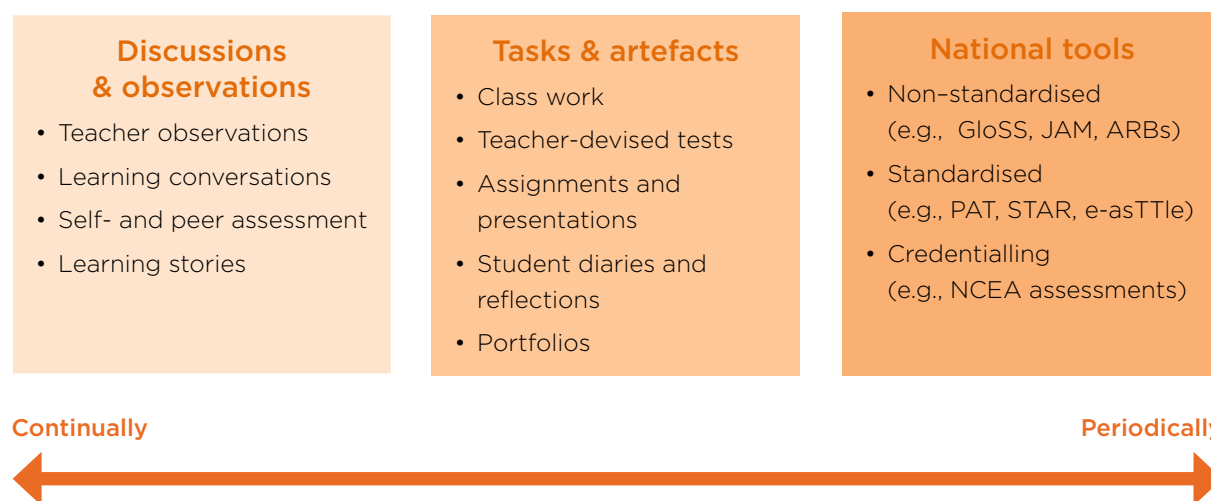 Discussions
& observations
• Teacher observations
• Learning conversations
• Self- and peer assessment
• Learning stories
Tasks & artefacts
• Class work
• Teacher-devised tests
• Assignments and
presentations
• Student diaries and
reflections
• Portfolios
National tools
• Non–standardised
(e.g., GloSS, JAM, ARBs)
• Standardised
(e.g., PAT, STAR, e-asTTle)
• Credentialling
(e.g., NCEA assessments)
Continually
Periodically